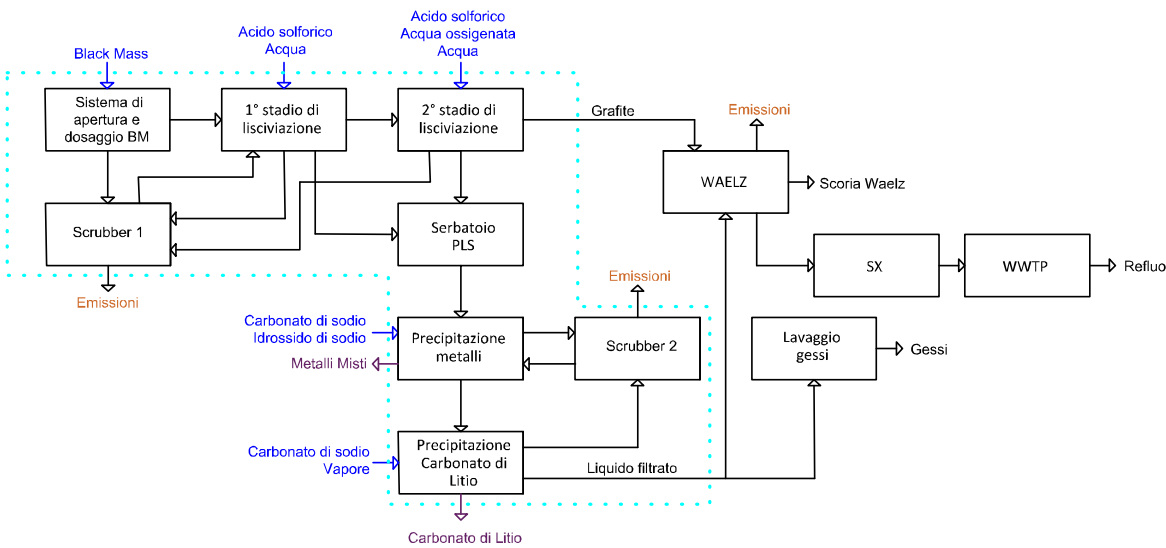 Acido solforico
Acqua ossigenata
Acqua
Acido solforico
Acqua
Black Mass
Sistema di
apertura e
dosaggio BM
1° stadio di
lisciviazione
2° stadio di
lisciviazione
Grafite
Emissioni
WAELZ
Scoria Waelz
Scrubber 1
Serbatoio
PLS
SX
WWTP
Refluo
Emissioni
Emissioni
Carbonato di sodio
Idrossido di sodio
Metalli Misti
Precipitazione
metalli
Scrubber 2
Lavaggio
gessi
Gessi
Carbonato di sodio
Vapore
Precipitazione
Carbonato di
Litio
Liquido filtrato
Carbonato di Litio